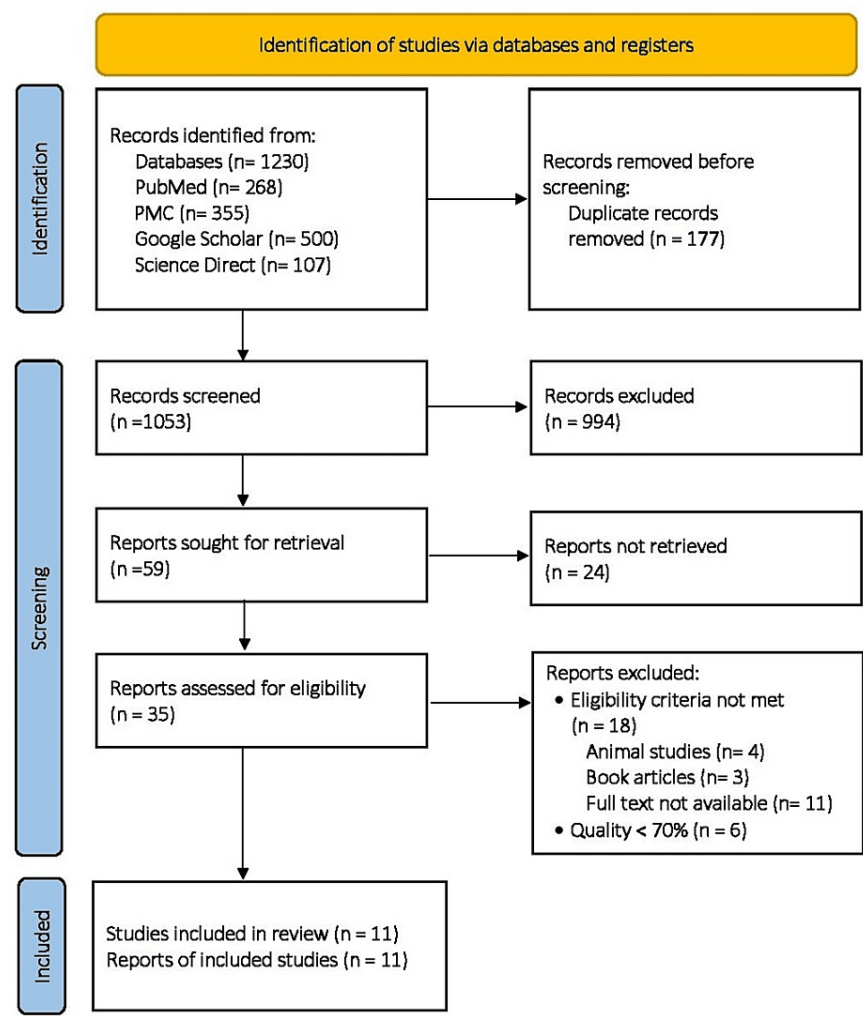 Identification of studies via databases and registers
Identification
Records identified from:
Databases (n= 1230)
PubMed (n= 268)
PMC (n= 355)
Google Scholar (n= 500)
Science Direct (n= 107)
Records removed before
screening:
Duplicate records
removed (n = 177)
Screening
Records screened
(n =1053)
Records excluded
(n = 994)
Reports sought for retrieval
(n =59)
Reports not retrieved
(n = 24)
Reports assessed for eligibility
(n = 35)
Reports excluded:
• Eligibility criteria not met
(n = 18)
Animal studies (n= 4)
Book articles (n= 3)
Full text not available (n= 11)
• Quality < 70% (n = 6)
Included
Studies included in review (n = 11)
Reports of included studies (n = 11)